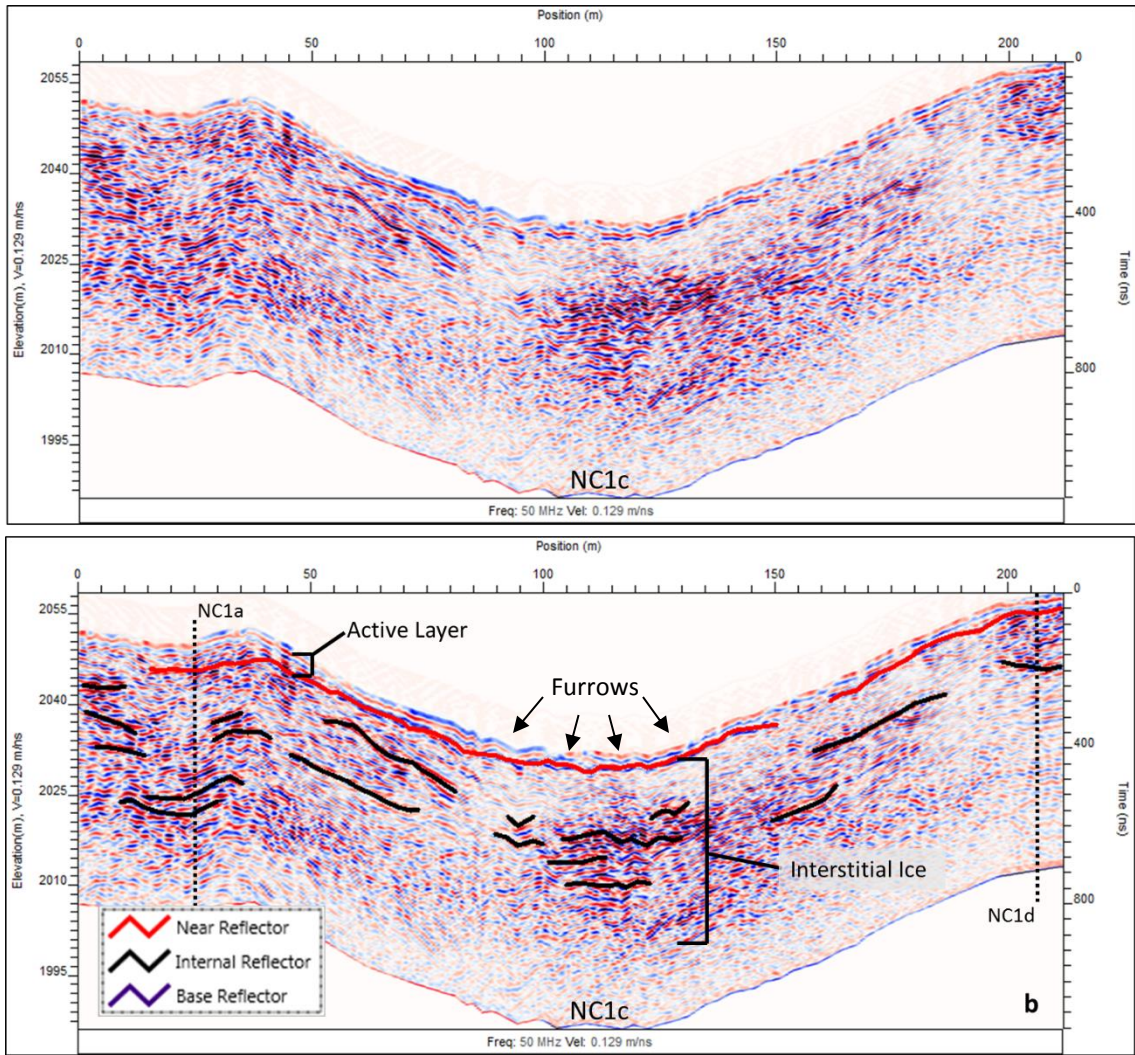 Position (m)
0 50 100 150 200
Elevation(m), V=0.129 m/ns
2055
2040
2025
2010
1995
0
400
800
Time (ns)
NC1c
Freq: 50 MHz Vel: 0.129 m/ns
Position (m)
0 50 100 150 200
Elevation(m), V=0.129 m/ns
2055
2040
2025
2010
1995
0
400
800
Time (ns)
NC1a
Active Layer
Furrows
Interstitial Ice
NC1d
Near Reflector
Internal Reflector
Base Reflector
NC1c
b
Freq: 50 MHz Vel: 0.129 m/ns